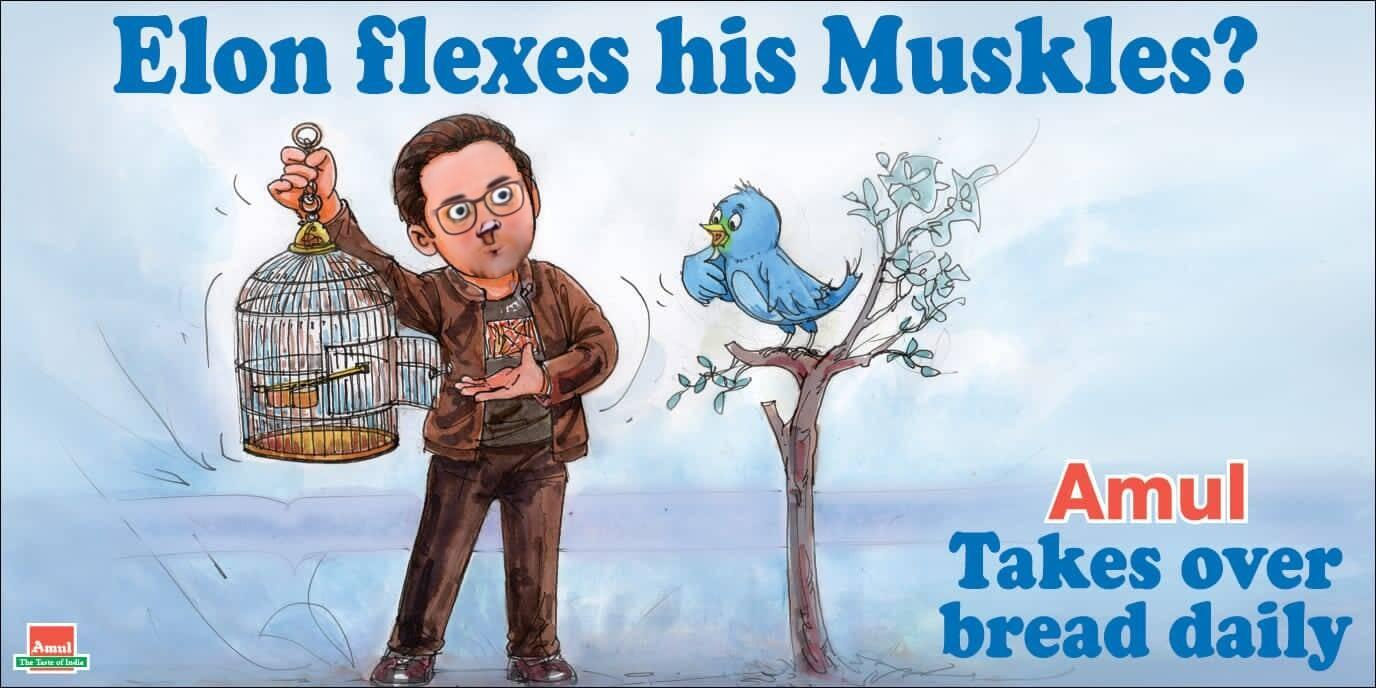 Elon flexes his Muskles?
Amul
Takes over
bread daily
Amul
The Taste of India